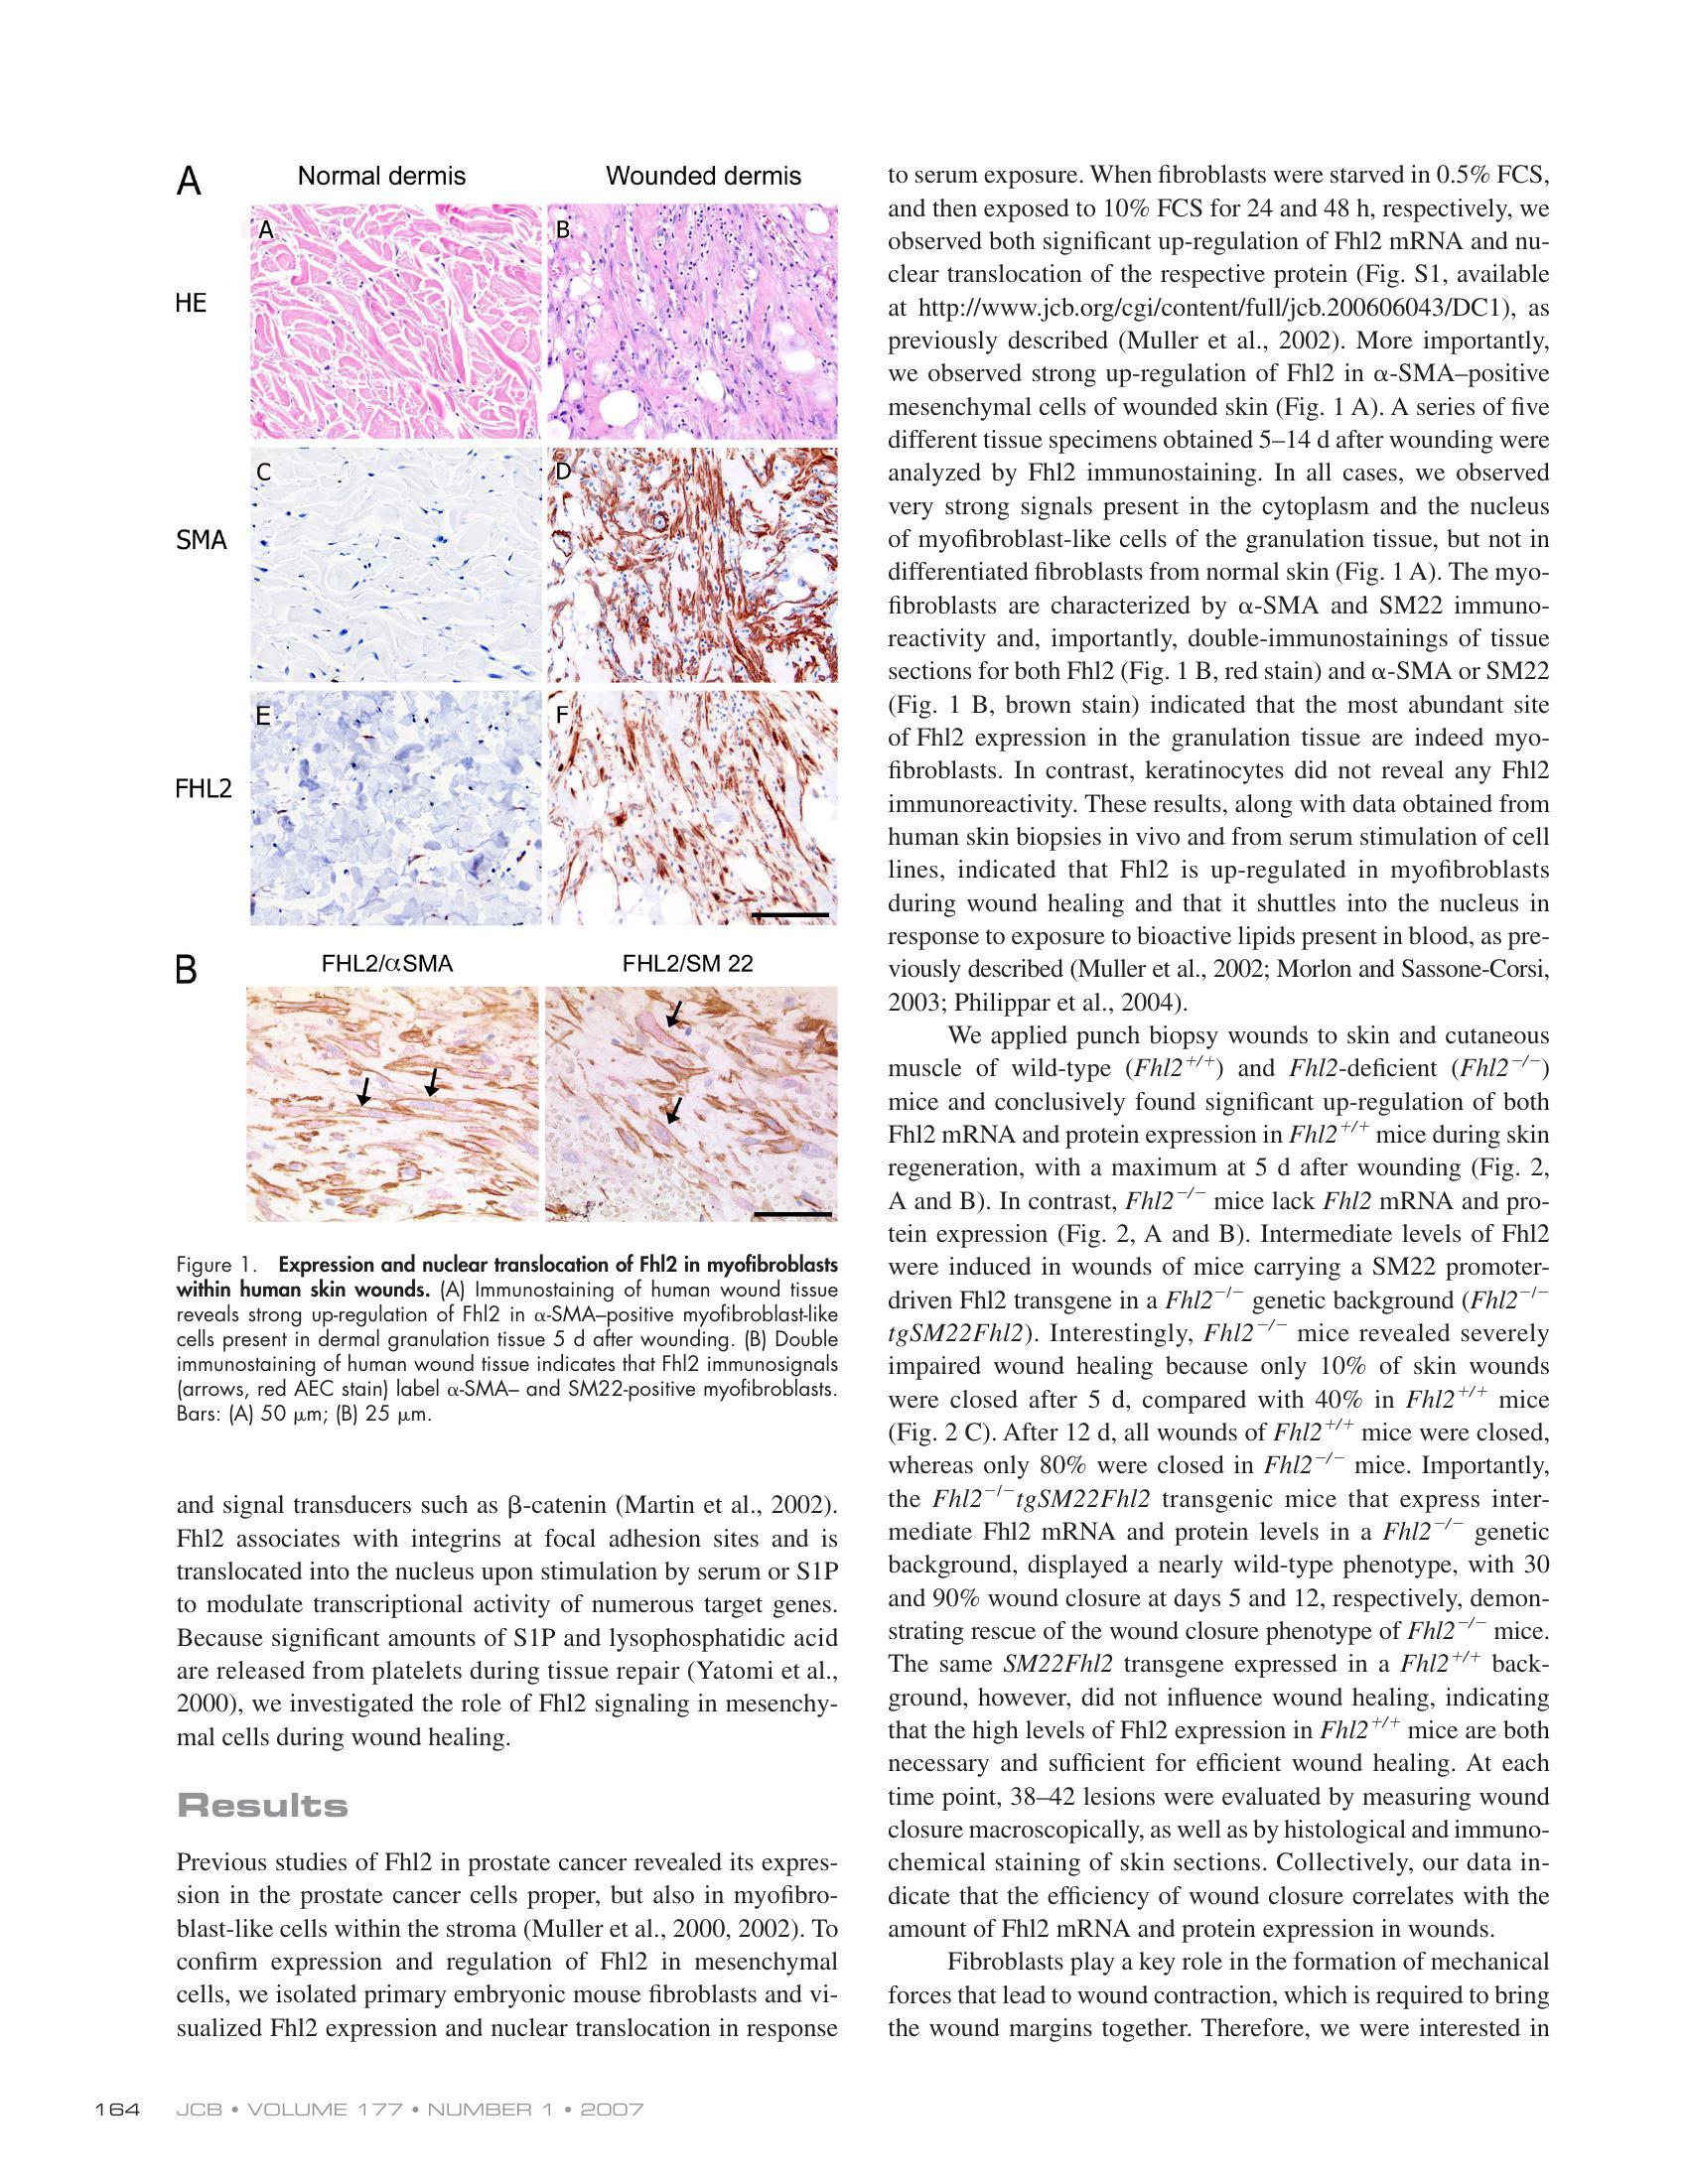 A
Normal dermis
Wounded dermis
HE
A
B
SMA
C
D
FHL2
E
F
B
FHL2/αSMA
FHL2/SM 22
Figure 1. Expression and nuclear translocation of Fhl2 in myofibroblasts
within human skin wounds. (A) Immunostaining of human wound tissue
reveals strong up-regulation of Fhl2 in α-SMA–positive myofibroblast-like
cells present in dermal granulation tissue 5 d after wounding. (B) Double
immunostaining of human wound tissue indicates that Fhl2 immunosignals
(arrows, red AEC stain) label α-SMA– and SM22-positive myofibroblasts.
Bars: (A) 50 μm; (B) 25 μm.
and signal transducers such as β-catenin (Martin et al., 2002).
Fhl2 associates with integrins at focal adhesion sites and is
translocated into the nucleus upon stimulation by serum or S1P
to modulate transcriptional activity of numerous target genes.
Because significant amounts of S1P and lysophosphatidic acid
are released from platelets during tissue repair (Yatomi et al.,
2000), we investigated the role of Fhl2 signaling in mesenchy-
mal cells during wound healing.
Results
Previous studies of Fhl2 in prostate cancer revealed its expres-
sion in the prostate cancer cells proper, but also in myofibro-
blast-like cells within the stroma (Muller et al., 2000, 2002). To
confirm expression and regulation of Fhl2 in mesenchymal
cells, we isolated primary embryonic mouse fibroblasts and vi-
sualized Fhl2 expression and nuclear translocation in response
to serum exposure. When fibroblasts were starved in 0.5% FCS,
and then exposed to 10% FCS for 24 and 48 h, respectively, we
observed both significant up-regulation of Fhl2 mRNA and nu-
clear translocation of the respective protein (Fig. S1, available
at http://www.jcb.org/cgi/content/full/jcb.200606043/DC1), as
previously described (Muller et al., 2002). More importantly,
we observed strong up-regulation of Fhl2 in α-SMA–positive
mesenchymal cells of wounded skin (Fig. 1 A). A series of five
different tissue specimens obtained 5–14 d after wounding were
analyzed by Fhl2 immunostaining. In all cases, we observed
very strong signals present in the cytoplasm and the nucleus
of myofibroblast-like cells of the granulation tissue, but not in
differentiated fibroblasts from normal skin (Fig. 1 A). The myo-
fibroblasts are characterized by α-SMA and SM22 immuno-
reactivity and, importantly, double-immunostainings of tissue
sections for both Fhl2 (Fig. 1 B, red stain) and α-SMA or SM22
(Fig. 1 B, brown stain) indicated that the most abundant site
of Fhl2 expression in the granulation tissue are indeed myo-
fibroblasts. In contrast, keratinocytes did not reveal any Fhl2
immunoreactivity. These results, along with data obtained from
human skin biopsies in vivo and from serum stimulation of cell
lines, indicated that Fhl2 is up-regulated in myofibroblasts
during wound healing and that it shuttles into the nucleus in
response to exposure to bioactive lipids present in blood, as pre-
viously described (Muller et al., 2002; Morlon and Sassone-Corsi,
2003; Philippar et al., 2004).
We applied punch biopsy wounds to skin and cutaneous
muscle of wild-type (Fhl2+/+) and Fhl2-deficient (Fhl2−/−)
mice and conclusively found significant up-regulation of both
Fhl2 mRNA and protein expression in Fhl2+/+ mice during skin
regeneration, with a maximum at 5 d after wounding (Fig. 2,
A and B). In contrast, Fhl2−/− mice lack Fhl2 mRNA and pro-
tein expression (Fig. 2, A and B). Intermediate levels of Fhl2
were induced in wounds of mice carrying a SM22 promoter-
driven Fhl2 transgene in a Fhl2−/− genetic background (Fhl2−/−
tgSM22Fhl2). Interestingly, Fhl2−/− mice revealed severely
impaired wound healing because only 10% of skin wounds
were closed after 5 d, compared with 40% in Fhl2+/+ mice
(Fig. 2 C). After 12 d, all wounds of Fhl2+/+ mice were closed,
whereas only 80% were closed in Fhl2−/− mice. Importantly,
the Fhl2−/−tgSM22Fhl2 transgenic mice that express inter-
mediate Fhl2 mRNA and protein levels in a Fhl2−/− genetic
background, displayed a nearly wild-type phenotype, with 30
and 90% wound closure at days 5 and 12, respectively, demon-
strating rescue of the wound closure phenotype of Fhl2−/− mice.
The same SM22Fhl2 transgene expressed in a Fhl2+/+ back-
ground, however, did not influence wound healing, indicating
that the high levels of Fhl2 expression in Fhl2+/+ mice are both
necessary and sufficient for efficient wound healing. At each
time point, 38–42 lesions were evaluated by measuring wound
closure macroscopically, as well as by histological and immuno-
chemical staining of skin sections. Collectively, our data in-
dicate that the efficiency of wound closure correlates with the
amount of Fhl2 mRNA and protein expression in wounds.
Fibroblasts play a key role in the formation of mechanical
forces that lead to wound contraction, which is required to bring
the wound margins together. Therefore, we were interested in
164 JCB • VOLUME 177 • NUMBER 1 • 2007